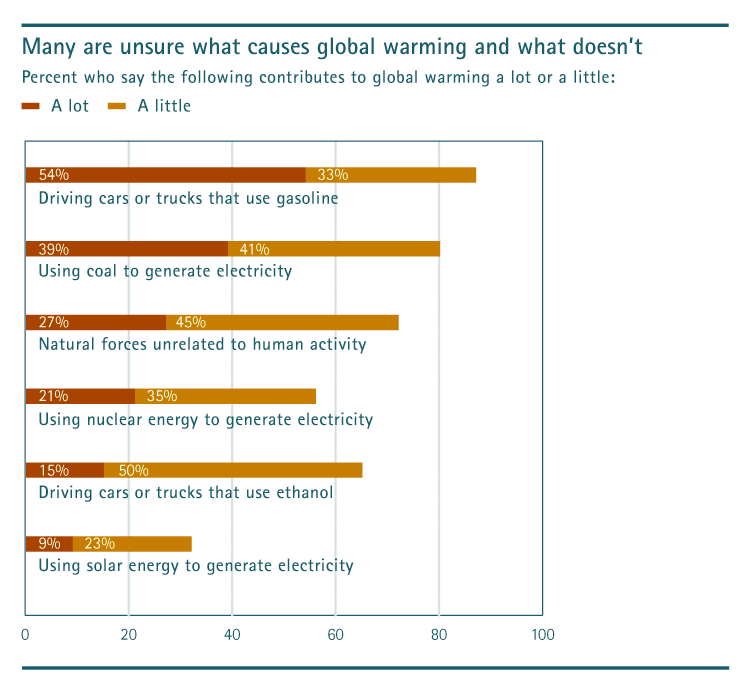 Many are unsure what causes global warming and what doesn't
Percent who say the following contributes to global warming a lot or a little:
A lot A little
54% 33%
Driving cars or trucks that use gasoline
39% 41%
Using coal to generate electricity
27% 45%
Natural forces unrelated to human activity
21% 35%
Using nuclear energy to generate electricity
15% 50%
Driving cars or trucks that use ethanol
9% 23%
Using solar energy to generate electricity
0 20 40 60 80 100